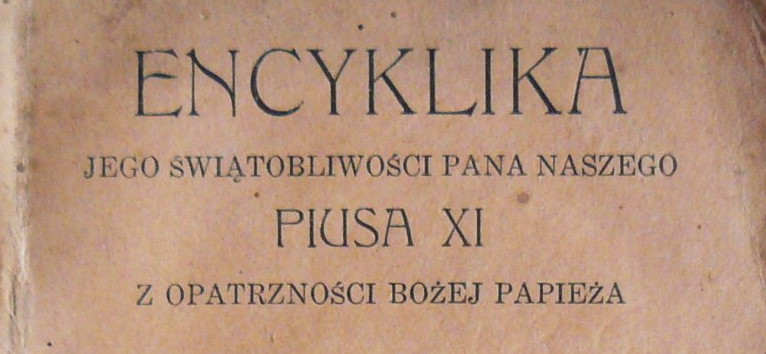 ENCYKLIKA
JEGO ŚWIĄTOBLIWOŚCI PANA NASZEGO
PIUSA XI
Z OPATRZNOŚCI BOŻEJ PAPIEŻA